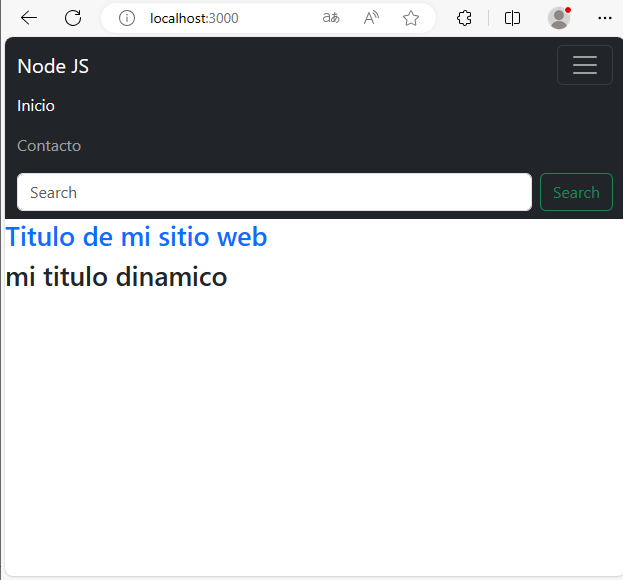 localhost:3000
Node JS
Inicio
Contacto
Search Search
Titulo de mi sitio web
mi titulo dinamico